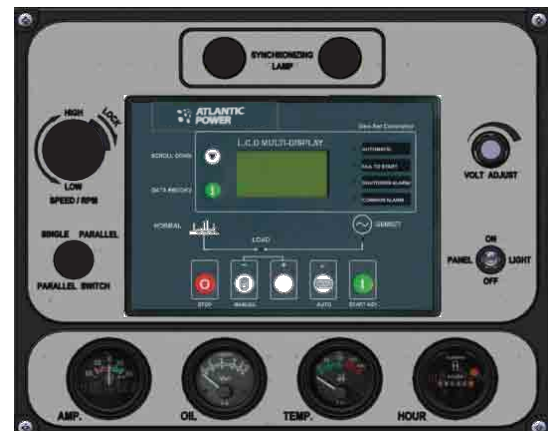 SYNCHRONIZING
LAMP
HIGH
LOCK
LOW
SPEED / RPM
ATLANTIC
POWER
L.C.D MULTI-DISPLAY
SCROLL DOWN
AUTOMATIC
FAIL TO START
SHUTDOWN ALARM
COMMON ALARM
VOLT ADJUST
NORMAL
GENSET
LOAD
SINGLE PARALLEL
PARALLEL SWITCH
ON
PANEL LIGHT
OFF
STOP
MANUAL
AUTO
START KEY
AMP.
OIL
TEMP.
HOUR